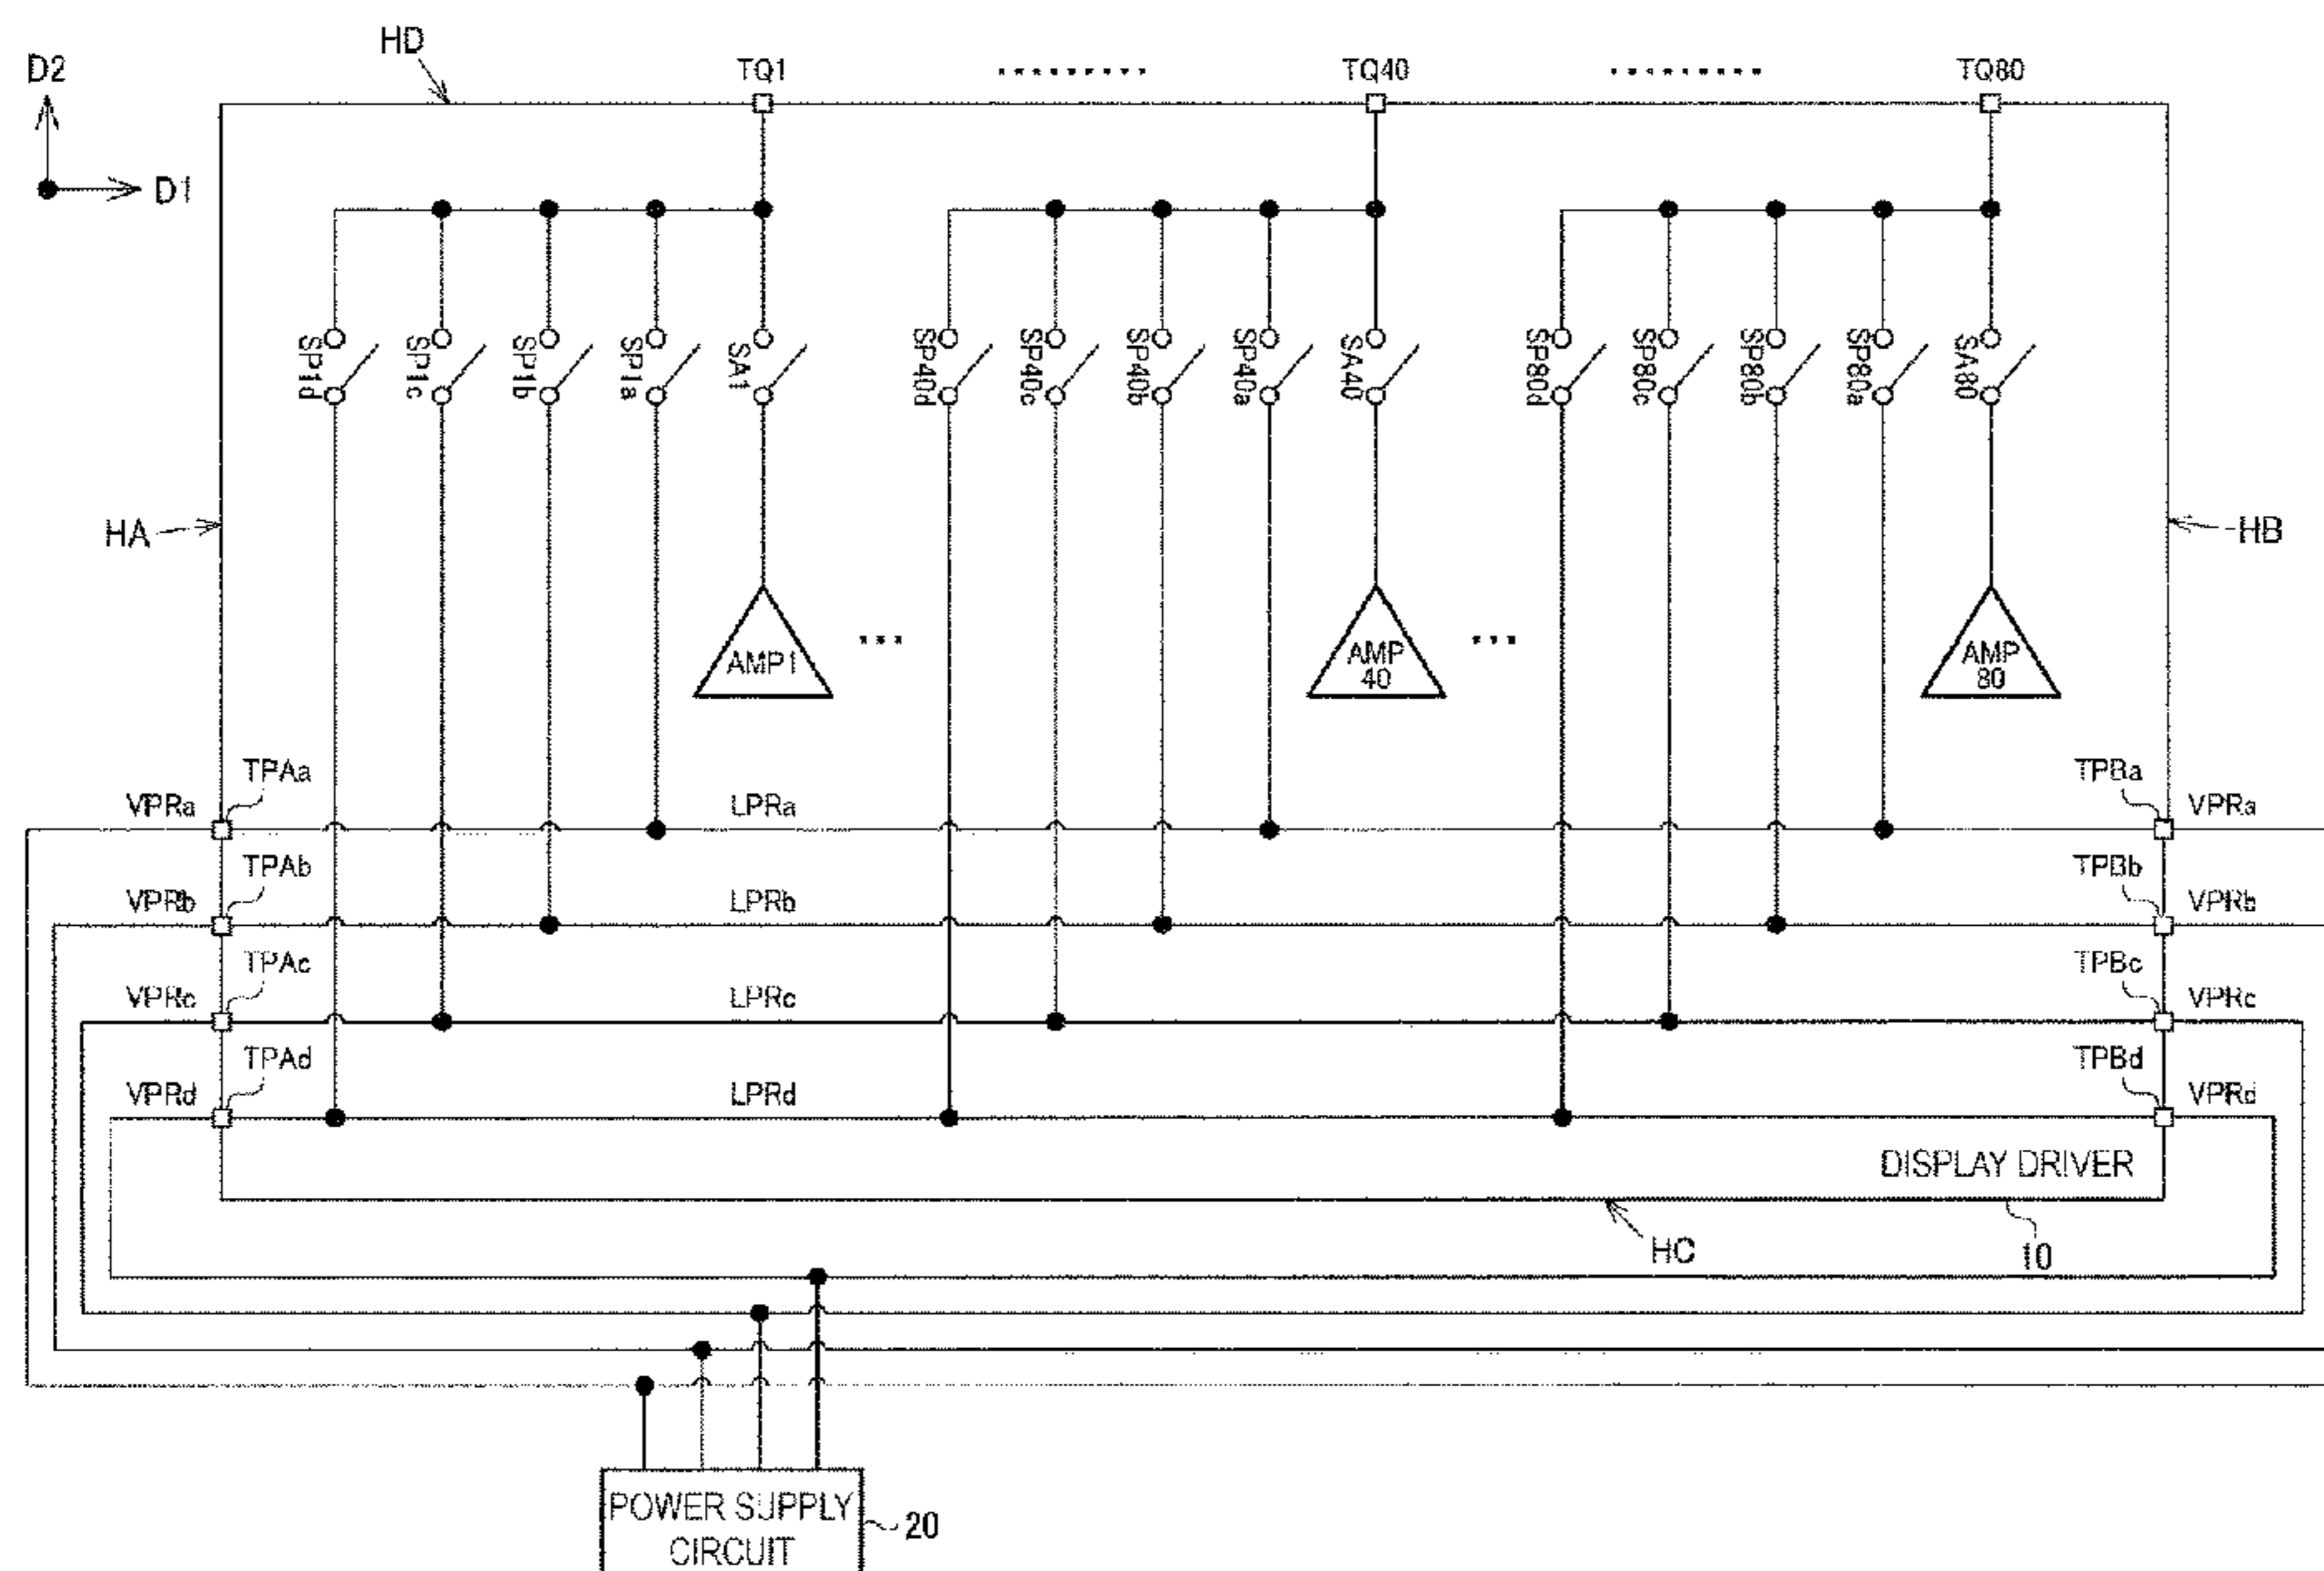 HD
D2
TQ1
.........
TQ40
.........
TQ80
D1
SP1d
SP1c
SP1b
SP1a
SA1
SP40d
SP40c
SP40b
SP40a
SA40
SP80d
SP80c
SP80b
SP80a
SA80
HA
HB
AMP1
...
AMP
40
...
AMP
80
TPAa
TPBa
VPRa
LPRa
VPRa
TPAb
TPBb
VPRb
LPRb
VPRb
TPAc
TPBc
VPRc
LPRc
VPRc
TPAd
TPBd
VPRd
LPRd
VPRd
DISPLAY DRIVER
HC
10
POWER SUPPLY
CIRCUIT
20